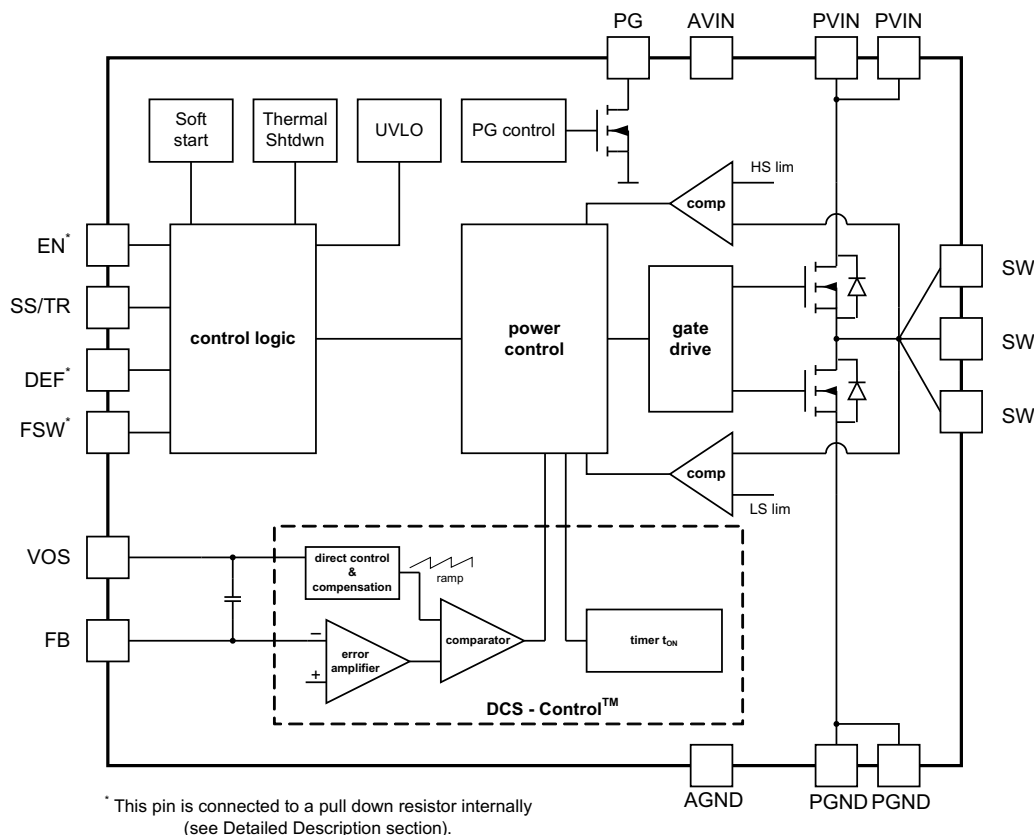 PG
AVIN
PVIN
PVIN
Soft
start
Thermal
Shtdwn
UVLO
PG control
HS lim
comp
EN*
SS/TR
DEF*
FSW*
control logic
power
control
gate
drive
SW
SW
SW
comp
LS lim
VOS
FB
direct control
&
compensation
ramp
comparator
error
amplifier
−
+
timer tON
DCS - Control™
AGND
PGND
PGND
* This pin is connected to a pull down resistor internally
(see Detailed Description section).